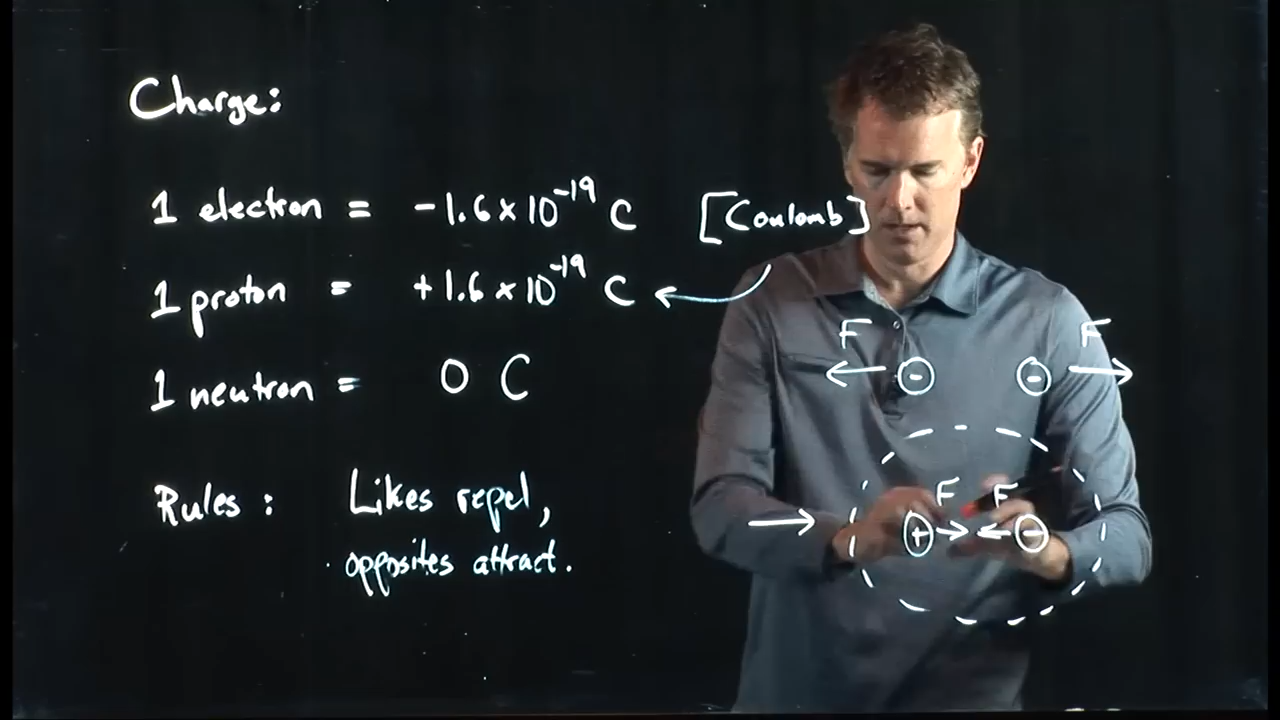 Charge:
1 electron = -1.6 x 10^-19 C [Coulomb]
1 proton = +1.6 x 10^-19 C
1 neutron = 0 C
F F
- -
F F
+ -
Rules: Likes repel,
opposites attract.